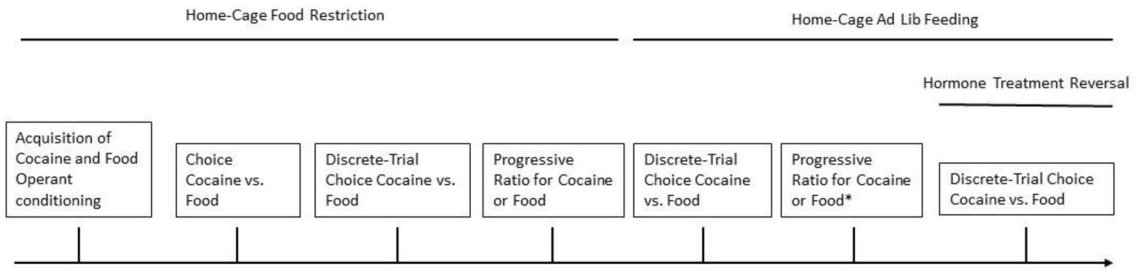 Home-Cage Food Restriction
Home-Cage Ad Lib Feeding
Hormone Treatment Reversal
Acquisition of
Cocaine and Food
Operant
conditioning
Choice
Cocaine vs.
Food
Discrete-Trial
Choice Cocaine vs.
Food
Progressive
Ratio for Cocaine
or Food
Discrete-Trial
Choice Cocaine
vs. Food
Progressive
Ratio for Cocaine
or Food*
Discrete-Trial Choice
Cocaine vs. Food